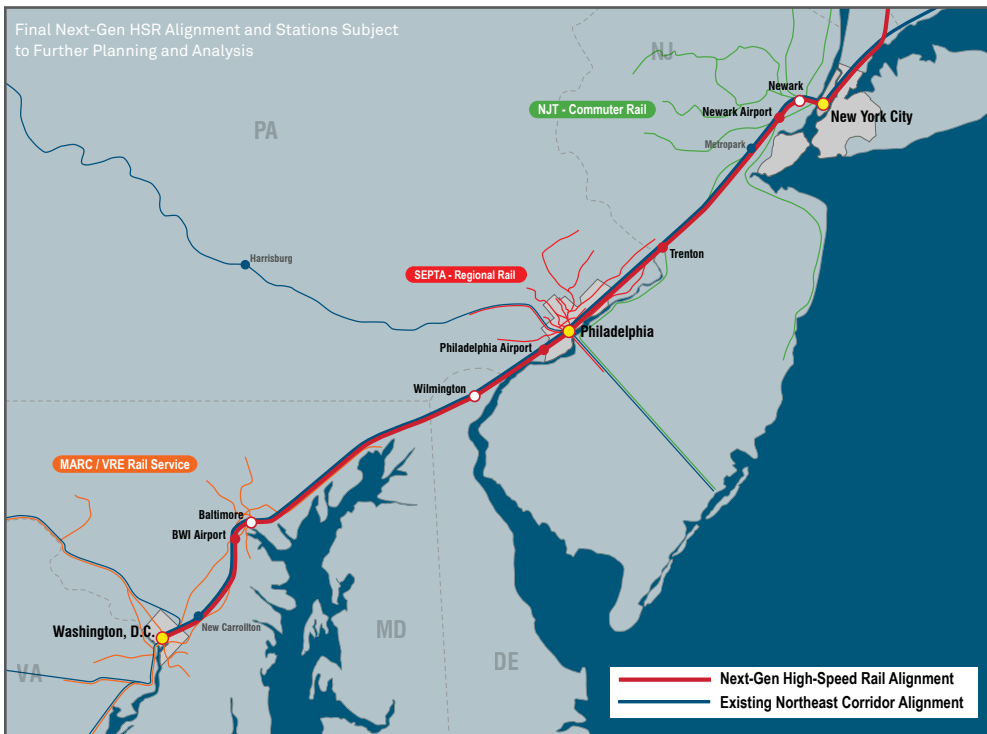 Final Next-Gen HSR Alignment and Stations Subject
to Further Planning and Analysis
NJ
Newark
NJT - Commuter Rail
Newark Airport
New York City
PA
Metropark
Harrisburg
Trenton
SEPTA - Regional Rail
Philadelphia
Philadelphia Airport
Wilmington
MARC / VRE Rail Service
Baltimore
BWI Airport
New Carrollton
Washington, D.C.
MD
DE
VA
Next-Gen High-Speed Rail Alignment
Existing Northeast Corridor Alignment